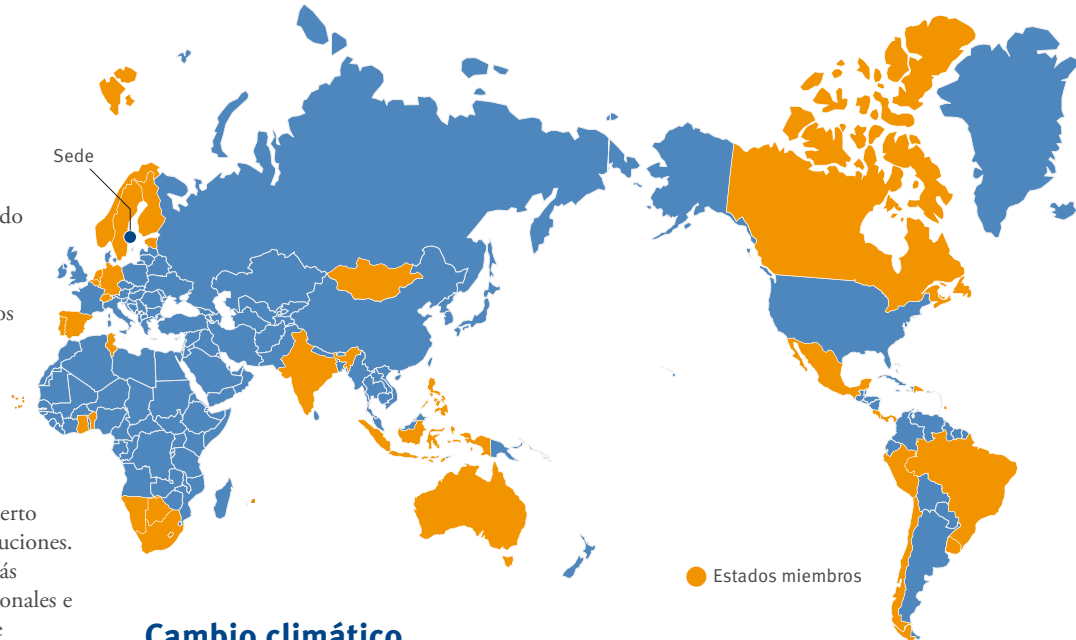 Sede
do
os
erto
uciones.
ás
onales e
e
Estados miembros
Cambio climático